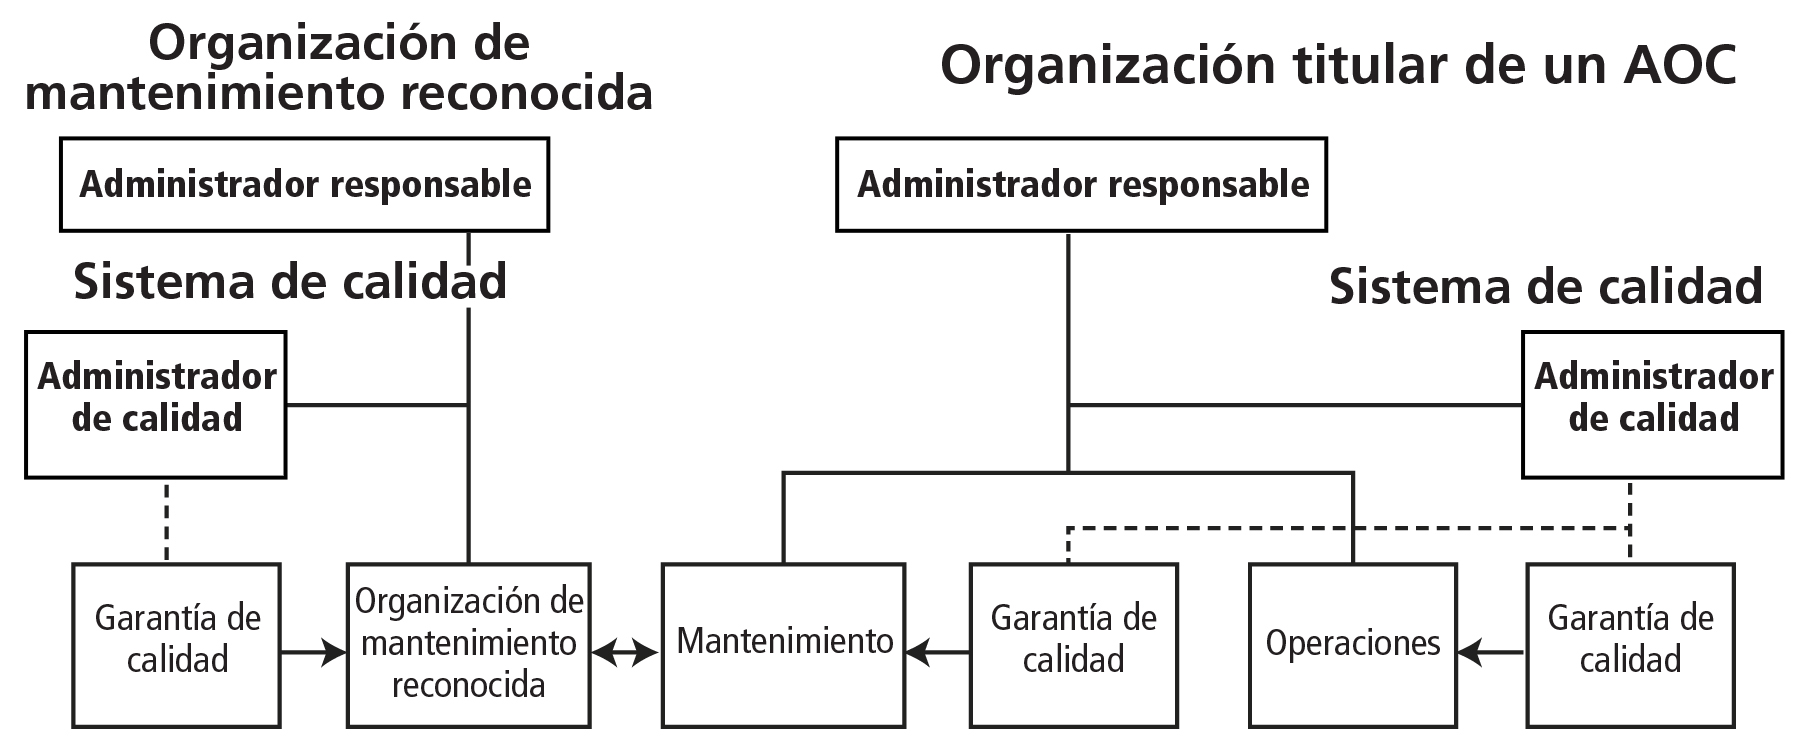 Organización de
mantenimiento reconocida
Organización titular de un AOC
Administrador responsable
Administrador responsable
Sistema de calidad
Sistema de calidad
Administrador
de calidad
Administrador
de calidad
Garantía de
calidad
Organización de
mantenimiento
reconocida
Mantenimiento
Garantía de
calidad
Operaciones
Garantía de
calidad